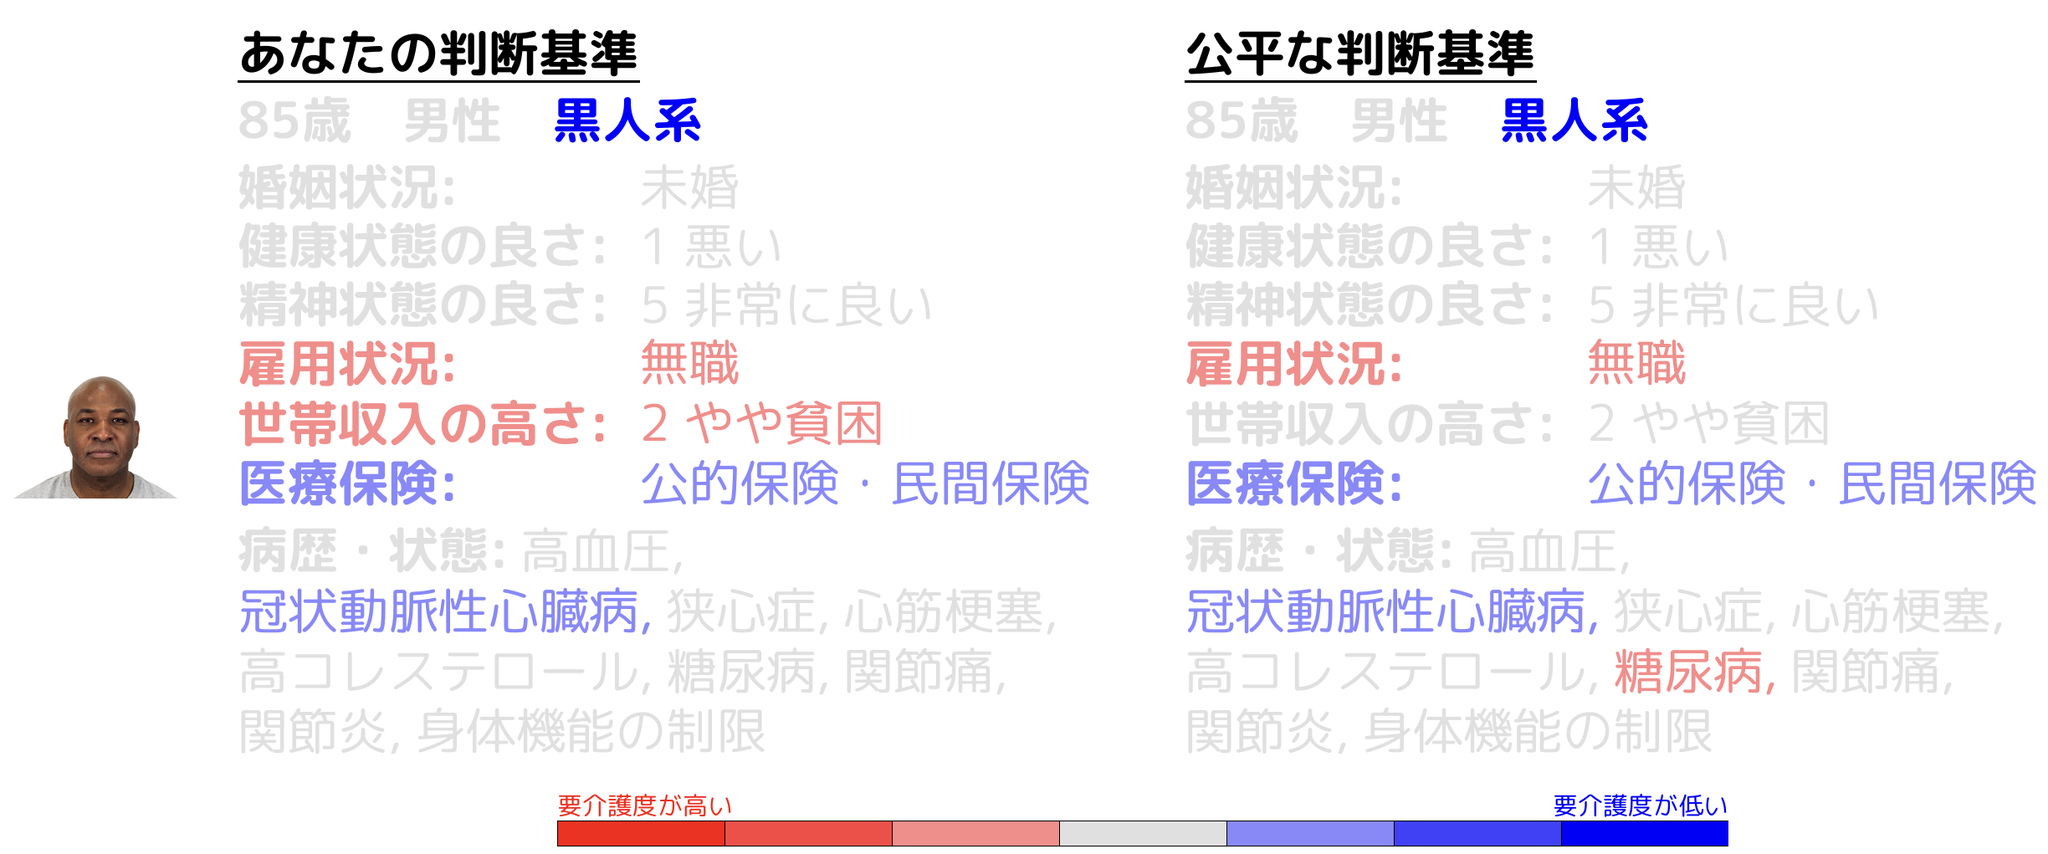 あなたの判断基準
85歳 男性 黒人系
婚姻状況: 未婚
健康状態の良さ: 1 悪い
精神状態の良さ: 5 非常に良い
雇用状況: 無職
世帯収入の高さ: 2 やや貧困
医療保険: 公的保険・民間保険
病歴・状態: 高血圧,
冠状動脈性心臓病, 狭心症, 心筋梗塞,
高コレステロール, 糖尿病, 関節痛,
関節炎, 身体機能の制限
公平な判断基準
85歳 男性 黒人系
婚姻状況: 未婚
健康状態の良さ: 1 悪い
精神状態の良さ: 5 非常に良い
雇用状況: 無職
世帯収入の高さ: 2 やや貧困
医療保険: 公的保険・民間保険
病歴・状態: 高血圧,
冠状動脈性心臓病, 狭心症, 心筋梗塞,
高コレステロール, 糖尿病, 関節痛,
関節炎, 身体機能の制限
要介護度が高い
要介護度が低い